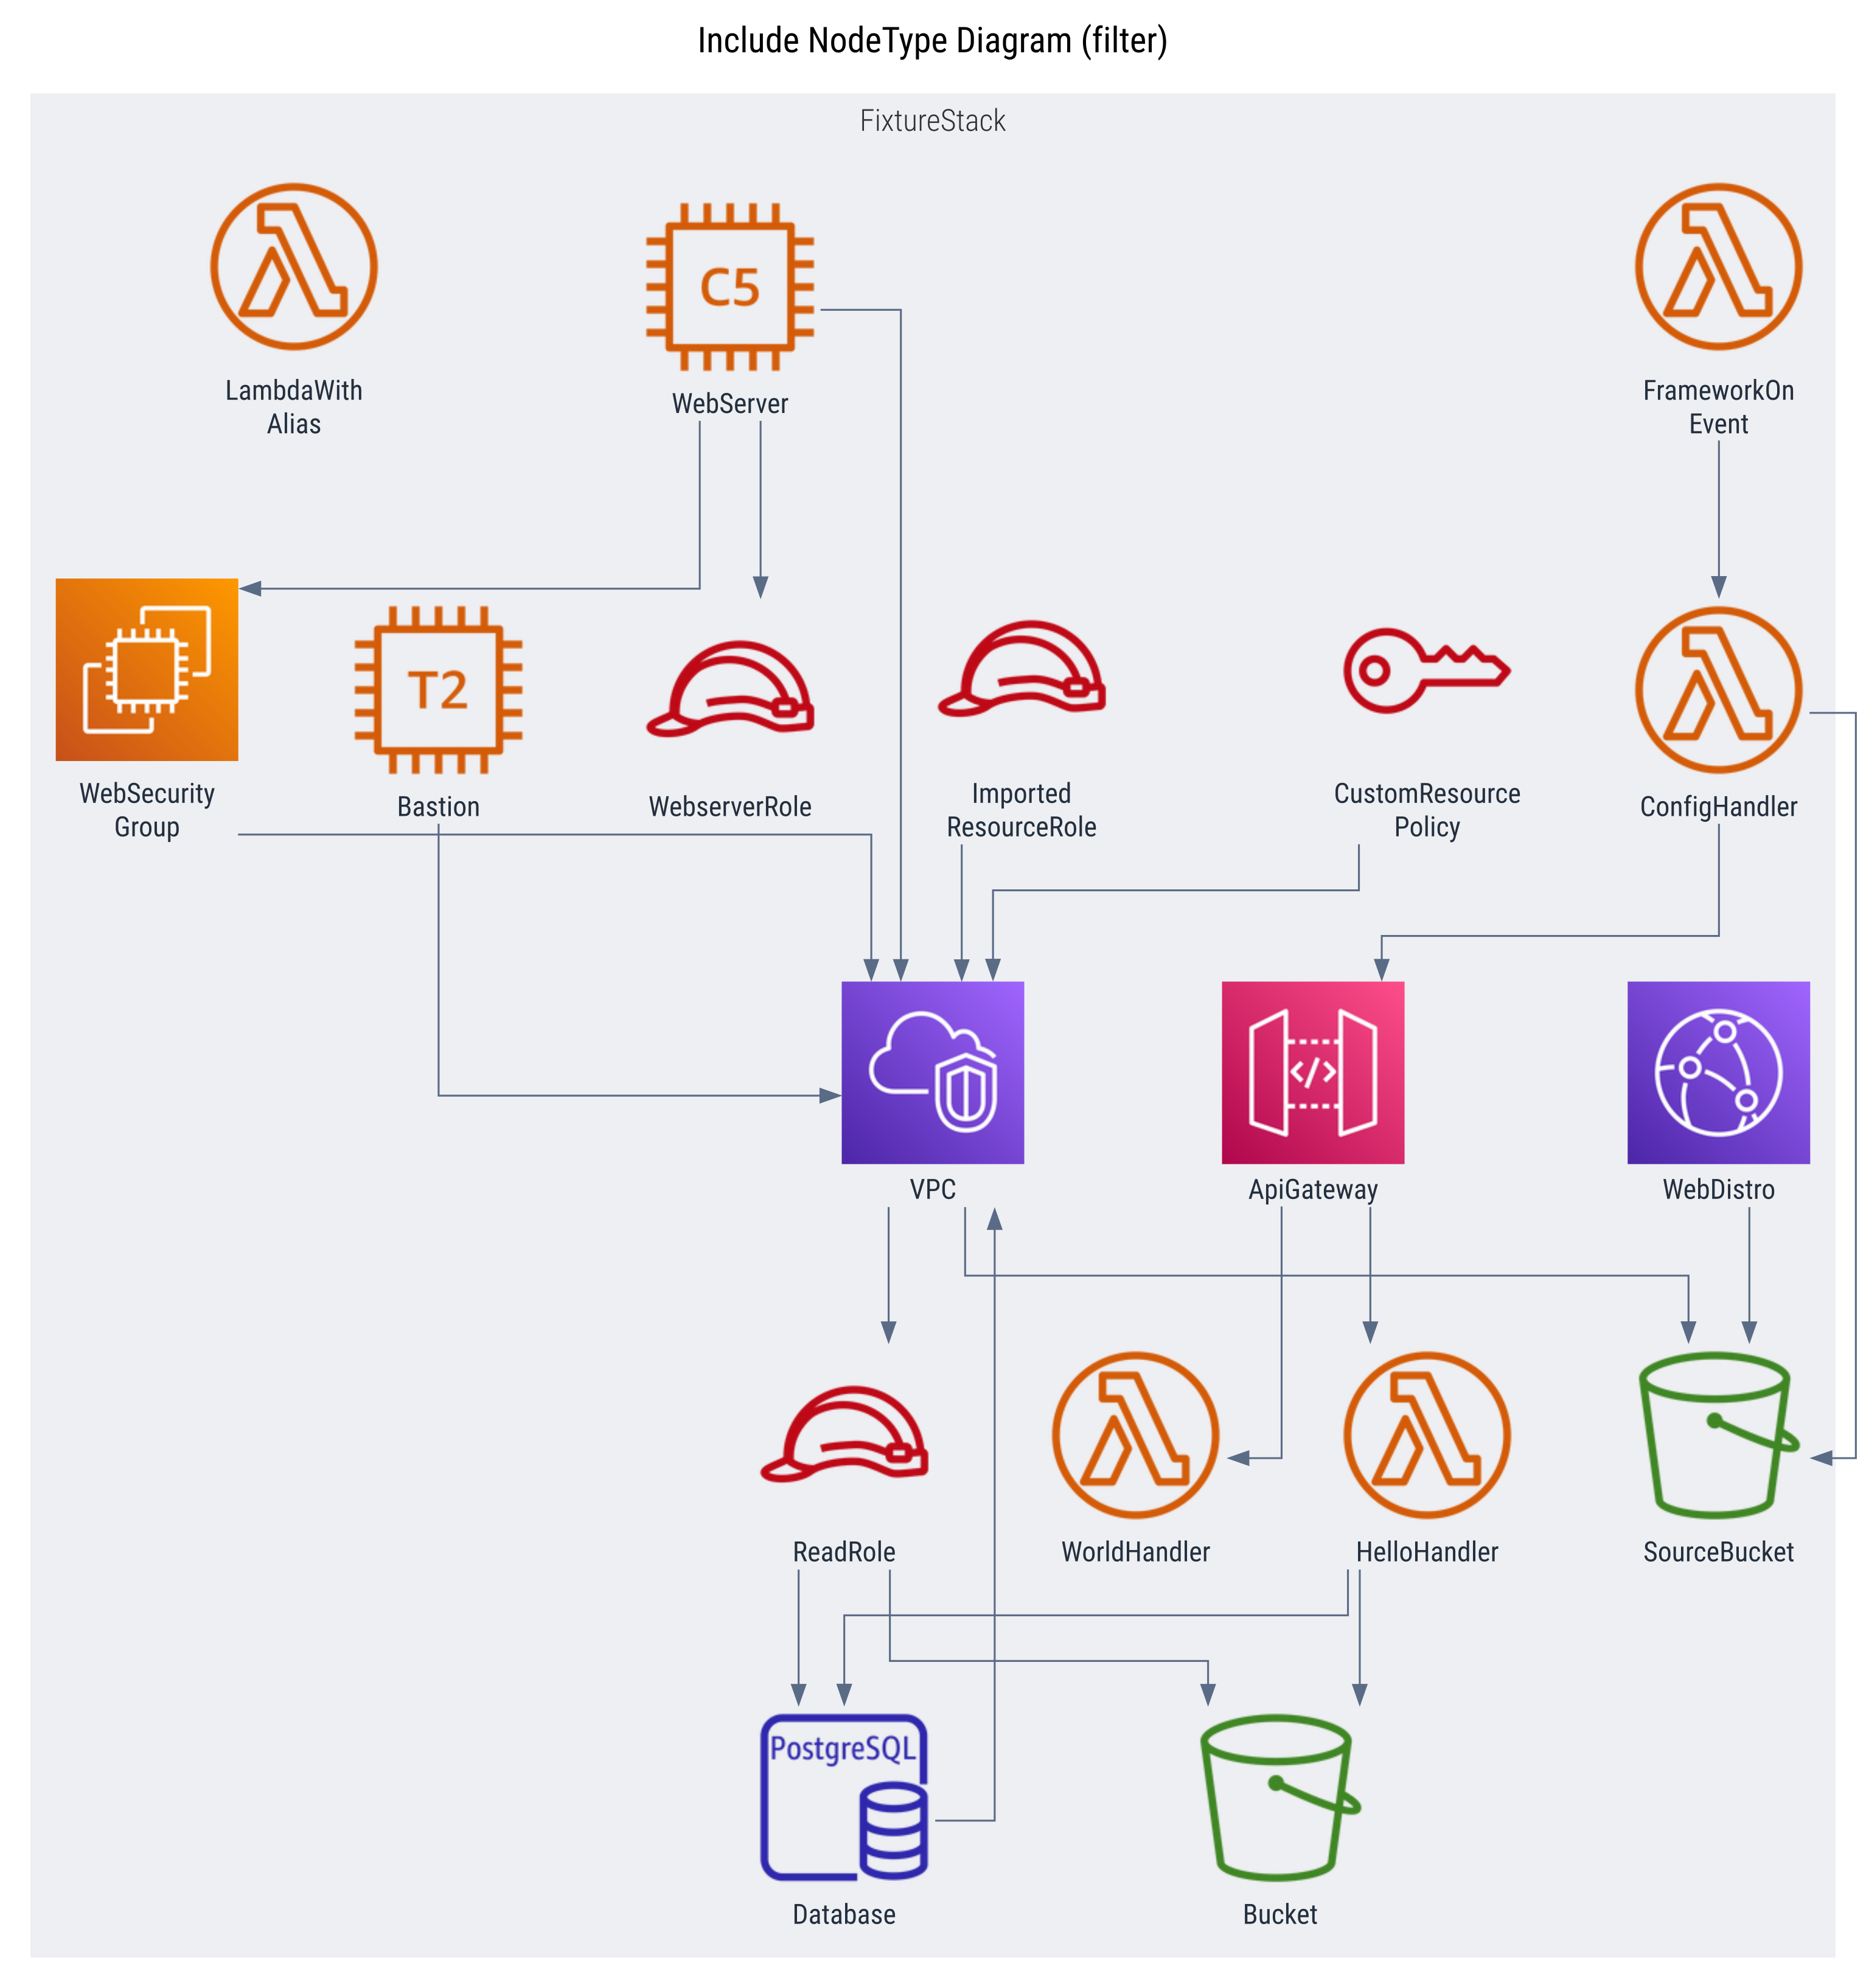 Include NodeType Diagram (filter)
FixtureStack
C5
LambdaWith
Alias
WebServer
FrameworkOn
Event
T2
WebSecurity
Group
Bastion
WebserverRole
Imported
ResourceRole
CustomResource
Policy
ConfigHandler
</>
VPC
ApiGateway
WebDistro
ReadRole
WorldHandler
HelloHandler
SourceBucket
PostgreSQL
Database
Bucket